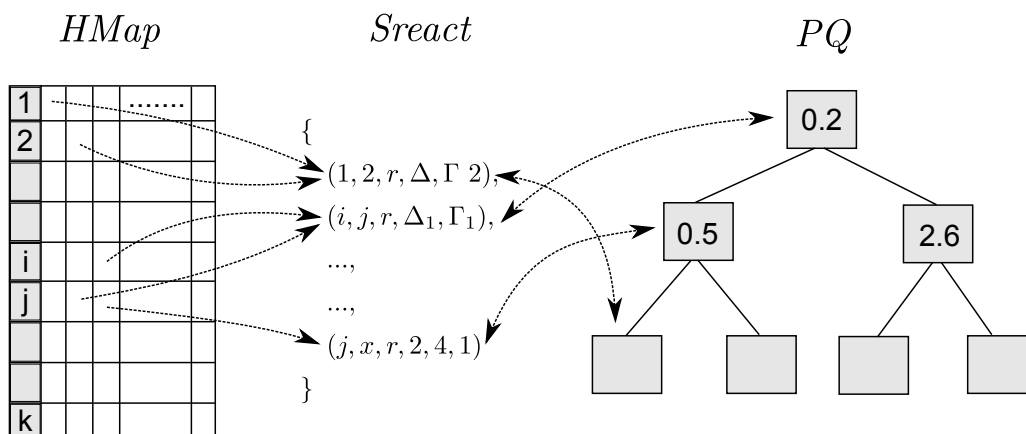 HMap
Sreact
PQ
1
.......
2
i
j
k
{
(1, 2, r, Δ, Γ 2),
(i, j, r, Δ₁, Γ₁),
...,
...,
(j, x, r, 2, 4, 1)
}
0.2
0.5
2.6